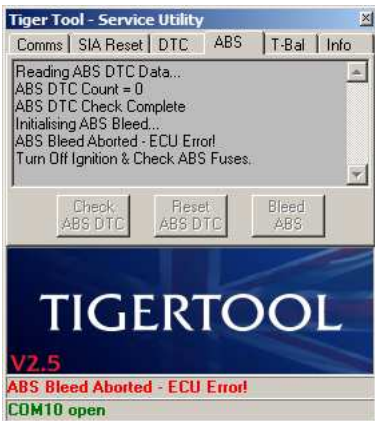 Tiger Tool - Service Utility
Comms SIA Reset DTC ABS T-Bal Info
Reading ABS DTC Data...
ABS DTC Count = 0
ABS DTC Check Complete
Initialising ABS Bleed...
ABS Bleed Aborted - ECU Error!
Turn Off Ignition & Check ABS Fuses.
Check Reset Bleed
ABS DTC ABS DTC ABS
TIGERTOOL
V2.5
ABS Bleed Aborted - ECU Error!
COM10 open